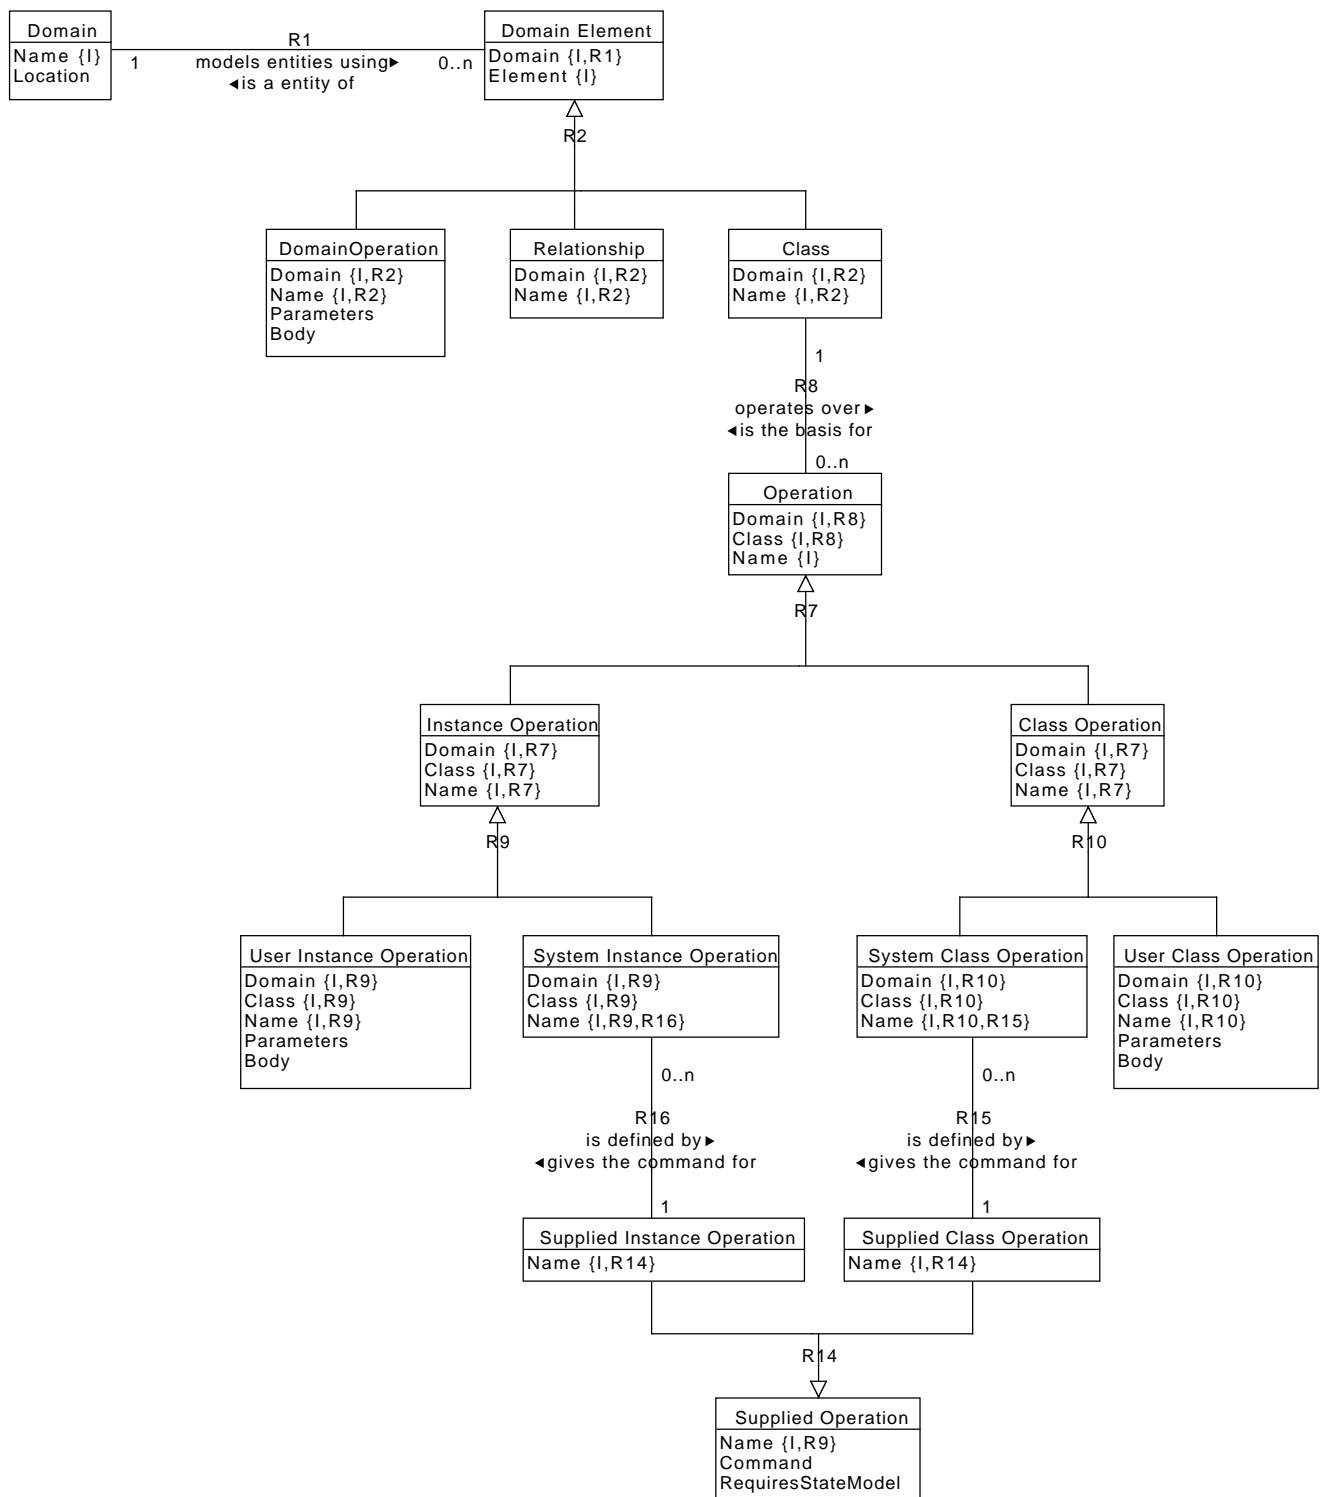 Domain
Name {I}
Location
R1
1
models entities using▶
0..n
◀is a entity of
Domain Element
Domain {I,R1}
Element {I}
R2
DomainOperation
Domain {I,R2}
Name {I,R2}
Parameters
Body
Relationship
Domain {I,R2}
Name {I,R2}
Class
Domain {I,R2}
Name {I,R2}
1
R8
operates over▶
◀is the basis for
0..n
Operation
Domain {I,R8}
Class {I,R8}
Name {I}
R7
Instance Operation
Domain {I,R7}
Class {I,R7}
Name {I,R7}
Class Operation
Domain {I,R7}
Class {I,R7}
Name {I,R7}
R9
R10
User Instance Operation
Domain {I,R9}
Class {I,R9}
Name {I,R9}
Parameters
Body
System Instance Operation
Domain {I,R9}
Class {I,R9}
Name {I,R9,R16}
System Class Operation
Domain {I,R10}
Class {I,R10}
Name {I,R10,R15}
User Class Operation
Domain {I,R10}
Class {I,R10}
Name {I,R10}
Parameters
Body
0..n
R16
is defined by▶
◀gives the command for
1
0..n
R15
is defined by▶
◀gives the command for
1
Supplied Instance Operation
Name {I,R14}
Supplied Class Operation
Name {I,R14}
R14
Supplied Operation
Name {I,R9}
Command
RequiresStateModel